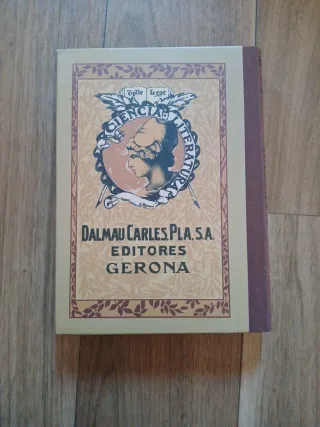 Tolle Lege
CIENCIA Y LITERATURA
DALMAU CARLES. PLA. S.A.
EDITORES
GERONA